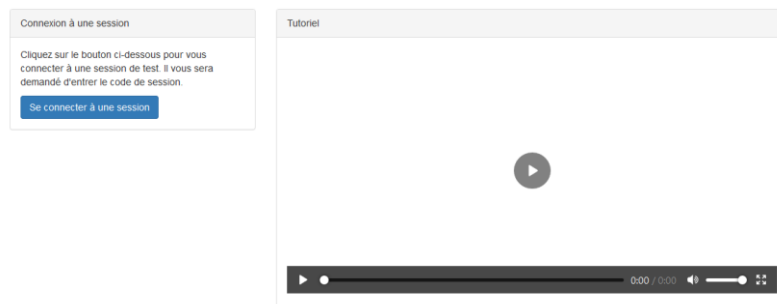 Connexion à une session
Cliquez sur le bouton ci-dessous pour vous
connecter à une session de test. Il vous sera
demandé d'entrer le code de session.
Se connecter à une session
Tutoriel
0:00 / 0:00